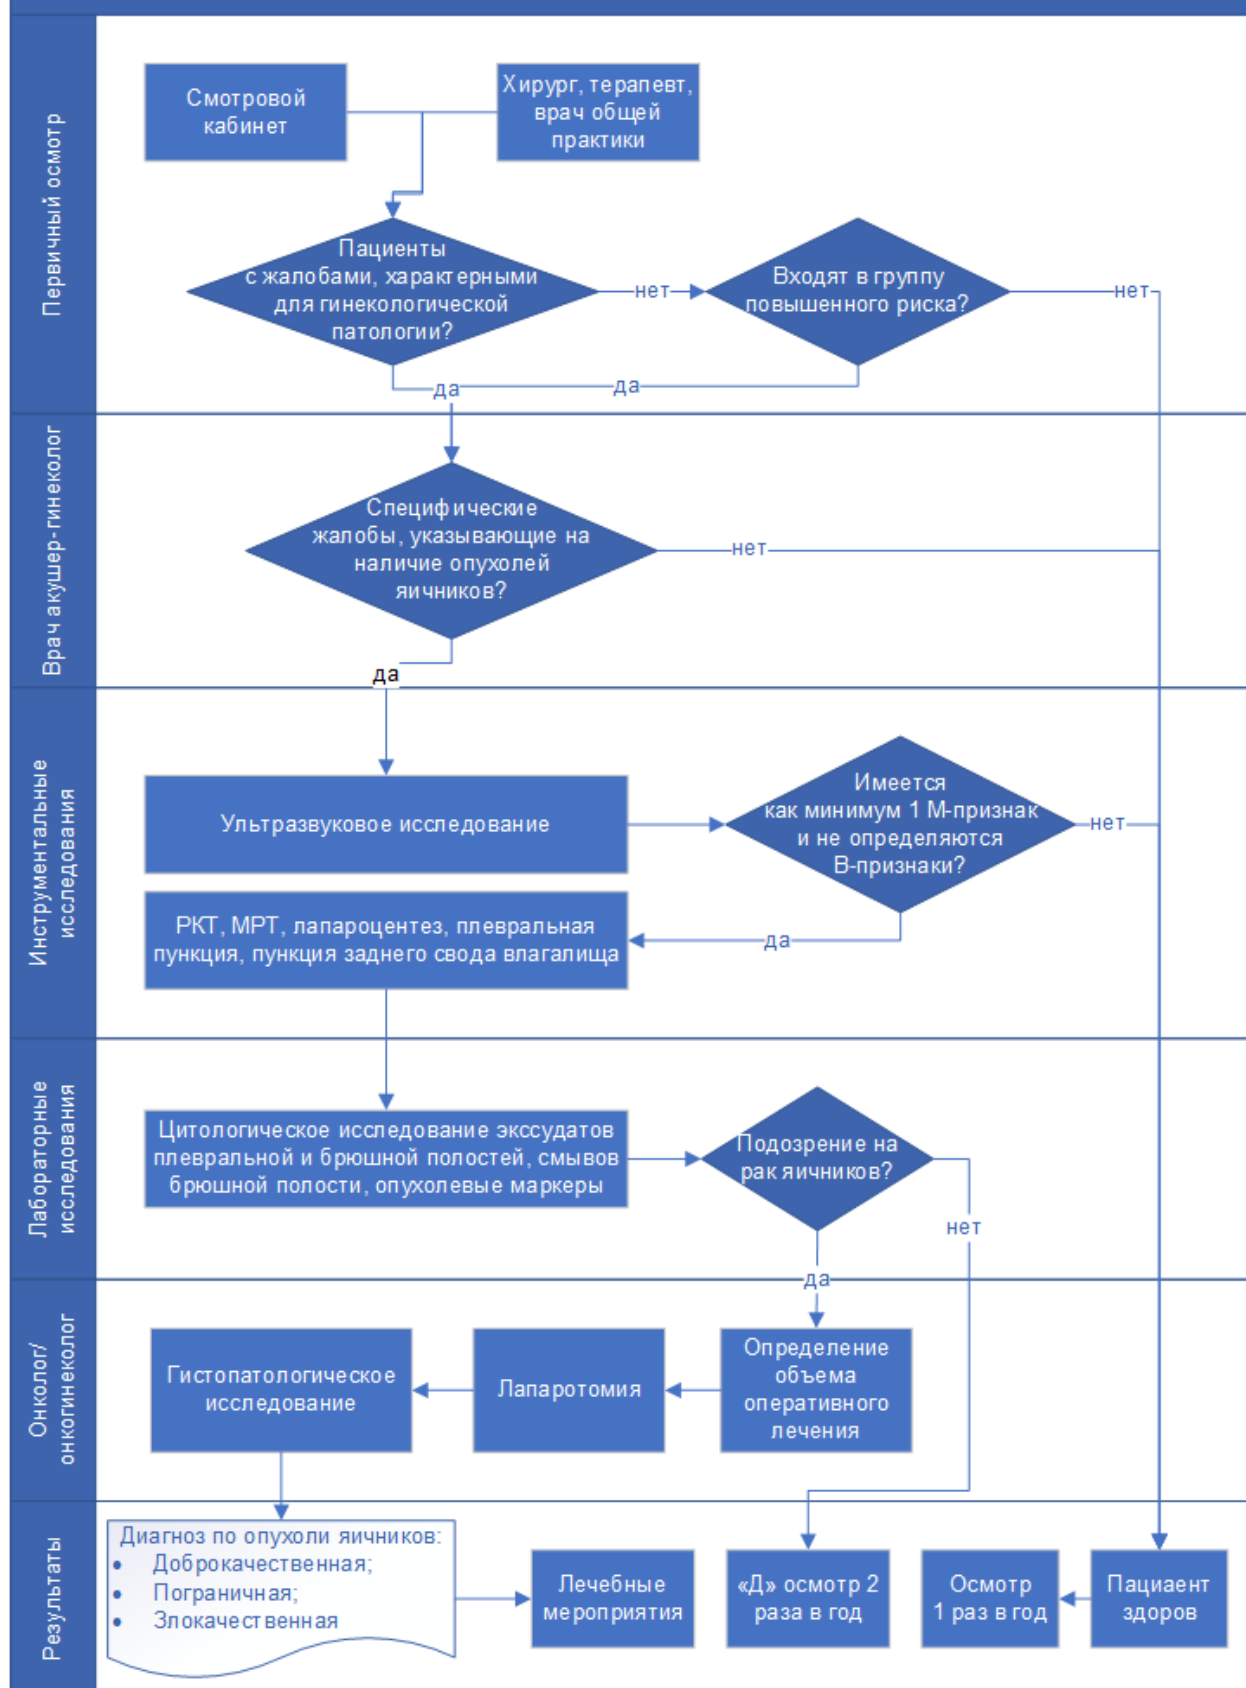 Первичный осмотр
Смотровой
кабинет
Хирург, терапевт,
врач общей
практики
Пациенты
с жалобами, характерными
для гинекологической
патологии?
нет
Входят в группу
повышенного риска?
нет
да
да
Врач акушер-гинеколог
Специфические
жалобы, указывающие на
наличие опухолей
яичников?
нет
да
Инструментальные
исследования
Ультразвуковое исследование
Имеется
как минимум 1 М-признак
и не определяются
В-признаки?
нет
да
РКТ, МРТ, лапароцентез, плевральная
пункция, пункция заднего свода влагалища
Лабораторные
исследования
Цитологическое исследование экссудатов
плевральной и брюшной полостей, смывов
брюшной полости, опухолевые маркеры
Подозрение на
рак яичников?
нет
да
Онколог/
онкогинеколог
Гистопатологическое
исследование
Лапаротомия
Определение
объема
оперативного
лечения
Результаты
Диагноз по опухоли яичников:
• Доброкачественная;
• Пограничная;
• Злокачественная
Лечебные
мероприятия
«Д» осмотр 2
раза в год
Осмотр
1 раз в год
Пациаент
здоров